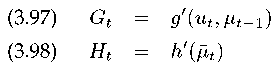 (3.97) G_t = g′(u_t, μ_{t−1})
(3.98) H_t = h′(μ̄_t)